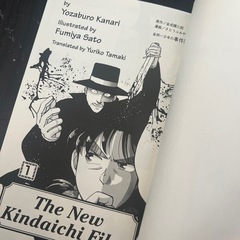 by
Yozaburo Kanari
Illustrated by
Fumiya Sato
Translated by Yuriko Tamaki
1
The New
Kindaichi Fil